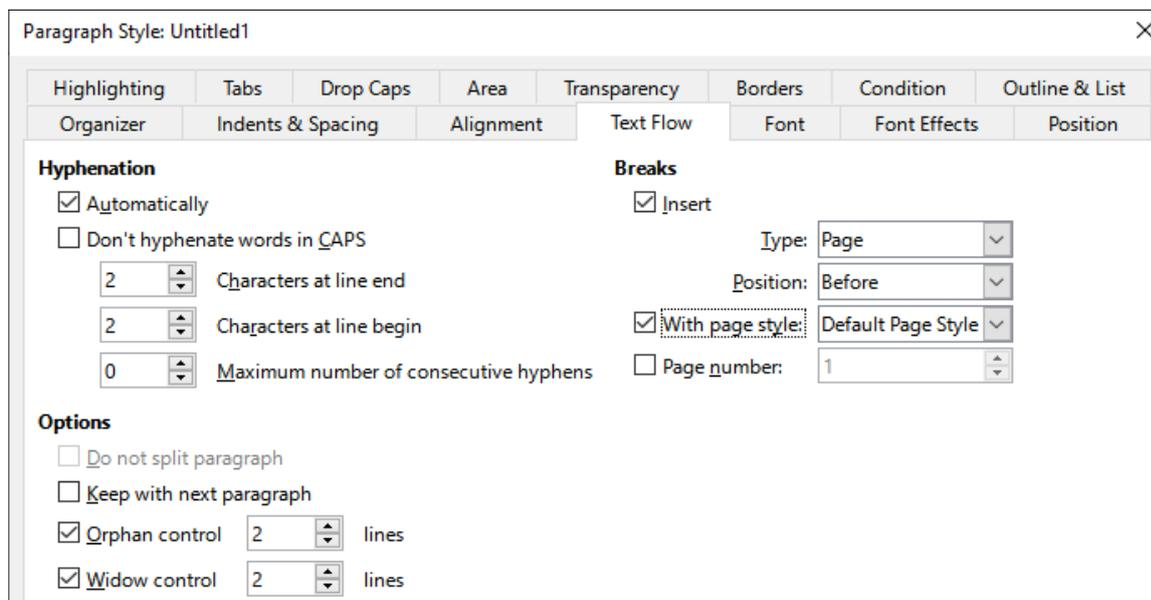 Paragraph Style: Untitled1
Highlighting Tabs Drop Caps Area Transparency Borders Condition Outline & List
Organizer Indents & Spacing Alignment Text Flow Font Font Effects Position
Hyphenation
Automatically
Don't hyphenate words in CAPS
2 Characters at line end
2 Characters at line begin
0 Maximum number of consecutive hyphens
Options
Do not split paragraph
Keep with next paragraph
Orphan control 2 lines
Widow control 2 lines
Breaks
Insert
Type: Page
Position: Before
With page style: Default Page Style
Page number: 1